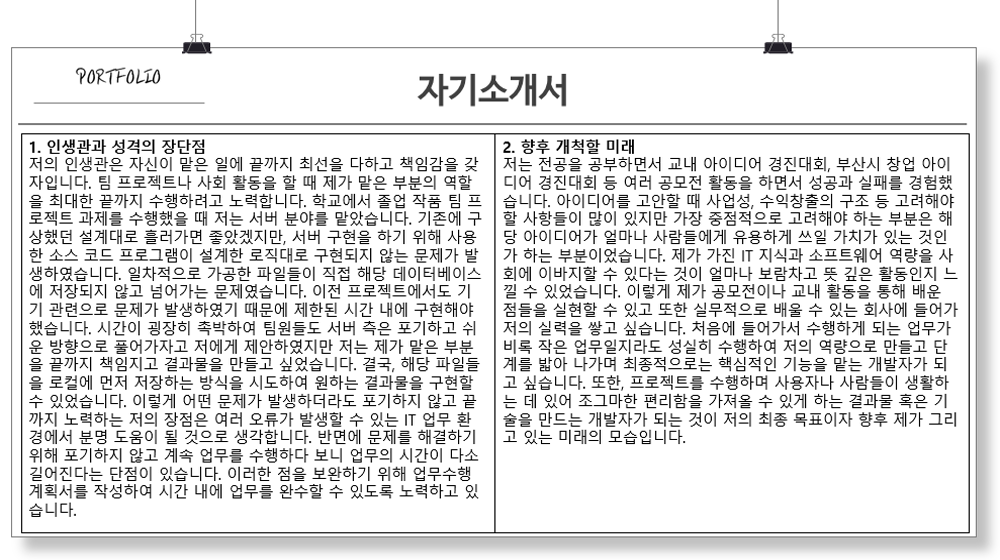 PORTFOLIO
자기소개서
1. 인생관과 성격의 장단점
저의 인생관은 자신이 맡은 일에 끝까지 최선을 다하고 책임감을 갖
자입니다. 팀 프로젝트나 사회 활동을 할 때 제가 맡은 부분의 역할
을 최대한 끝까지 수행하려고 노력합니다. 학교에서 졸업 작품 팀 프
로젝트 과제를 수행했을 때 저는 서버 분야를 맡았습니다. 기존에 구
상했던 설계대로 흘러가면 좋았겠지만, 서버 구현을 하기 위해 사용
한 소스 코드 프로그램이 설계한 로직대로 구현되지 않는 문제가 발
생하였습니다. 일차적으로 가공한 파일들이 직접 해당 데이터베이스
에 저장되지 않고 넘어가는 문제였습니다. 이전 프로젝트에서도 기
기 관련으로 문제가 발생하였기 때문에 제한된 시간 내에 구현해야
했습니다. 시간이 굉장히 촉박하여 팀원들도 서버 측은 포기하고 쉬
운 방향으로 풀어가자고 저에게 제안하였지만 저는 제가 맡은 부분
을 끝까지 책임지고 결과물을 만들고 싶었습니다. 결국, 해당 파일들
을 로컬에 먼저 저장하는 방식을 시도하여 원하는 결과물을 구현할
수 있었습니다. 이렇게 어떤 문제가 발생하더라도 포기하지 않고 끝
까지 노력하는 저의 장점은 여러 오류가 발생할 수 있는 IT 업무 환
경에서 분명 도움이 될 것으로 생각합니다. 반면에 문제를 해결하기
위해 포기하지 않고 계속 업무를 수행하다 보니 업무의 시간이 다소
길어진다는 단점이 있습니다. 이러한 점을 보완하기 위해 업무수행
계획서를 작성하여 시간 내에 업무를 완수할 수 있도록 노력하고 있
습니다.
2. 향후 개척할 미래
저는 전공을 공부하면서 교내 아이디어 경진대회, 부산시 창업 아이
디어 경진대회 등 여러 공모전 활동을 하면서 성공과 실패를 경험했
습니다. 아이디어를 고안할 때 사업성, 수익창출의 구조 등 고려해야
할 사항들이 많이 있지만 가장 중점적으로 고려해야 하는 부분은 해
당 아이디어가 얼마나 사람들에게 유용하게 쓰일 가치가 있는 것인
가 하는 부분이었습니다. 제가 가진 IT 지식과 소프트웨어 역량을 사
회에 이바지할 수 있다는 것이 얼마나 보람차고 뜻 깊은 활동인지 느
낄 수 있었습니다. 이렇게 제가 공모전이나 교내 활동을 통해 배운
점들을 실현할 수 있고 또한 실무적으로 배울 수 있는 회사에 들어가
저의 실력을 쌓고 싶습니다. 처음에 들어가서 수행하게 되는 업무가
비록 작은 업무일지라도 성실히 수행하여 저의 역량으로 만들고 단
계를 밟아 나가며 최종적으로는 핵심적인 기능을 맡는 개발자가 되
고 싶습니다. 또한, 프로젝트를 수행하며 사용자나 사람들이 생활하
는 데 있어 조그마한 편리함을 가져올 수 있게 하는 결과물 혹은 기
술을 만드는 개발자가 되는 것이 저의 최종 목표이자 향후 제가 그리
고 있는 미래의 모습입니다.